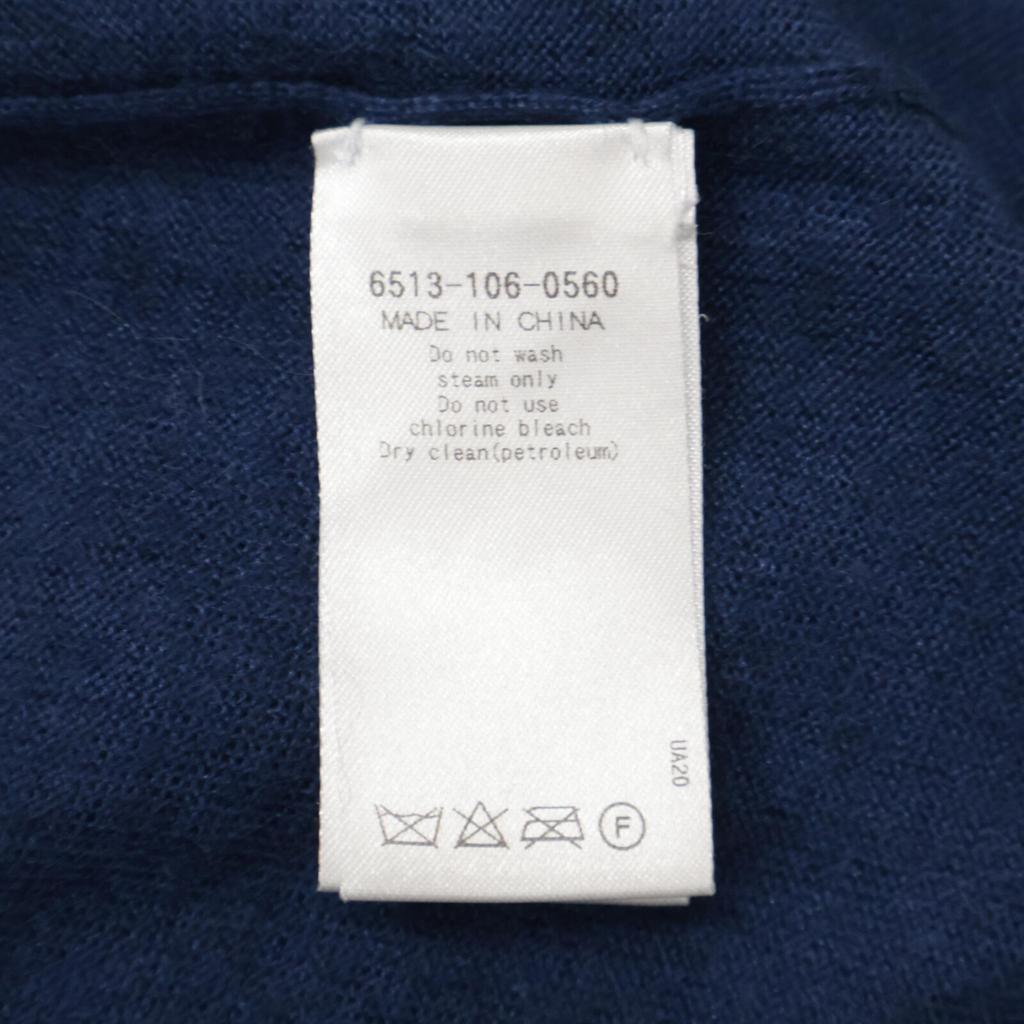 6513-106-0560
MADE IN CHINA
Do not wash
steam only
Do not use
chlorine bleach
Dry clean(petroleum)
UA20
F